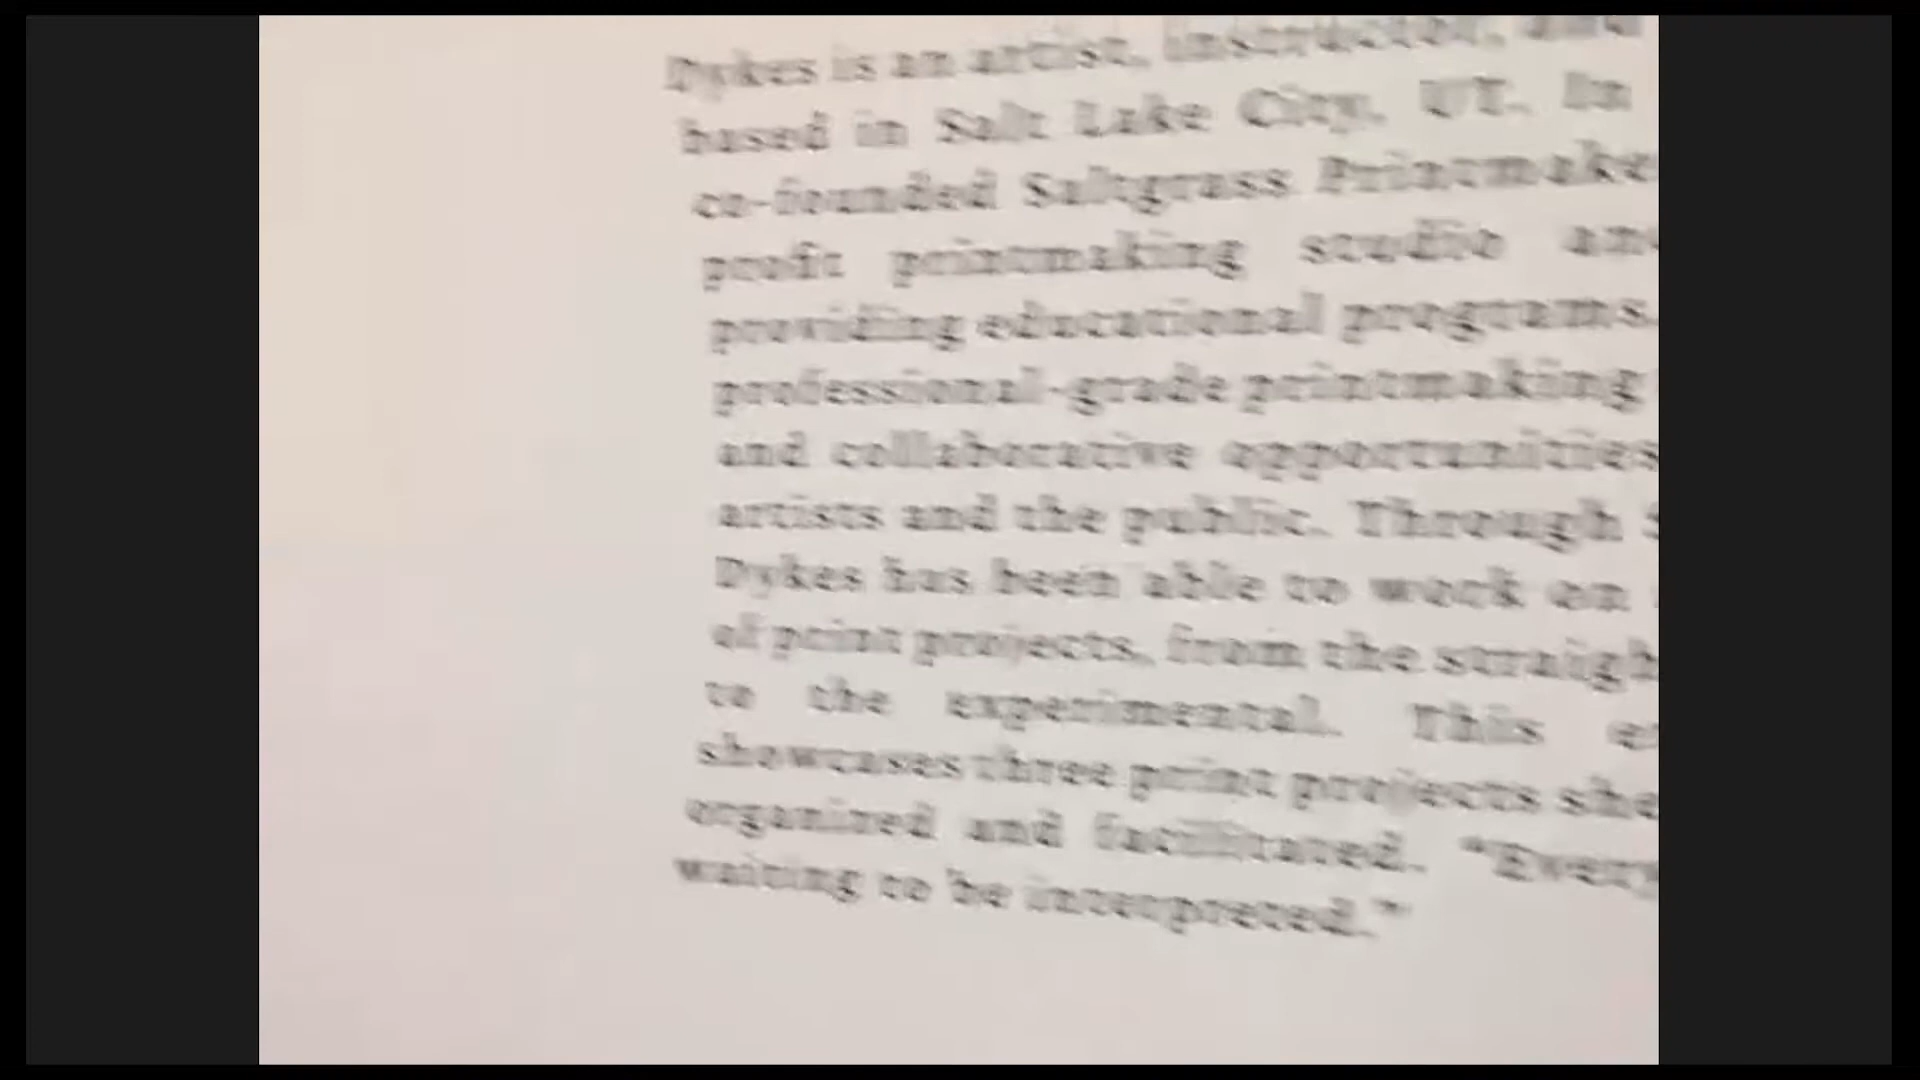 Dykes is an artist, instructor, and
based in Salt Lake City, UT. In
co-founded Saltgrass Printmake
profit printmaking studio an
providing educational programs,
professional-grade printmaking
and collaborative opportunities
artists and the public. Through S
Dykes has been able to work on
of print projects, from the straigh
to the experimental. This e
showcases three print projects she
organized and facilitated. “Every
waiting to be interpreted.”